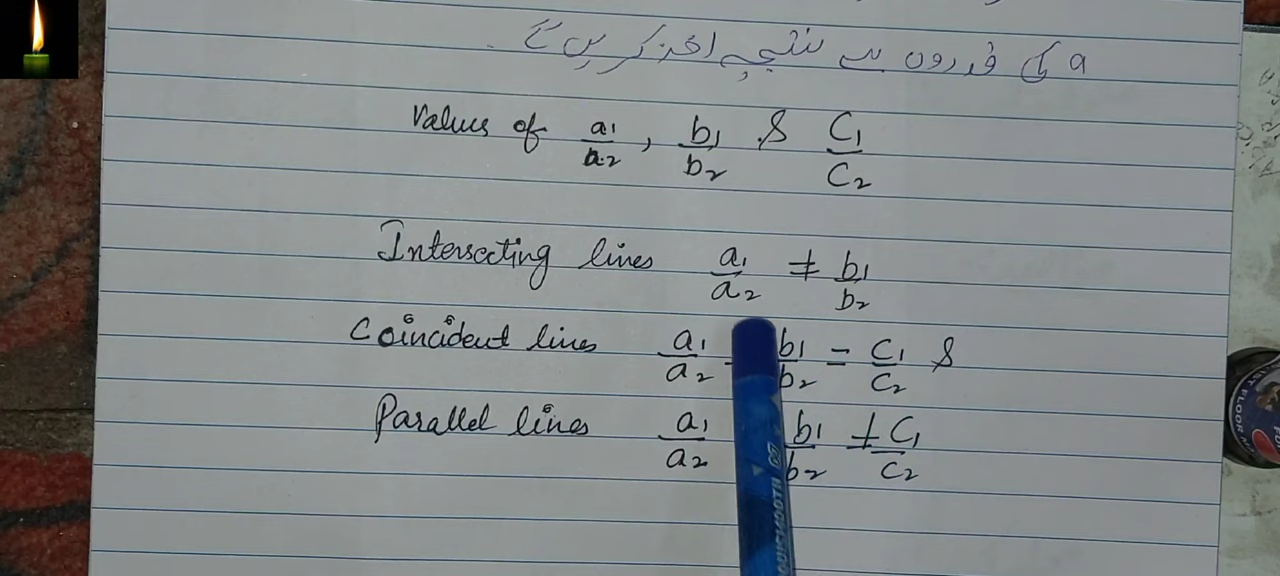 a کی قدروں سے نتیجہ اخذ کریں گے۔
Values of a₁/a₂ , b₁/b₂ & C₁/C₂
Intersecting lines a₁/a₂ ≠ b₁/b₂
Coincident lines a₁/a₂ = b₁/b₂ = C₁/C₂ &
Parallel lines a₁/a₂ b₁/b₂ ≠ C₁/C₂